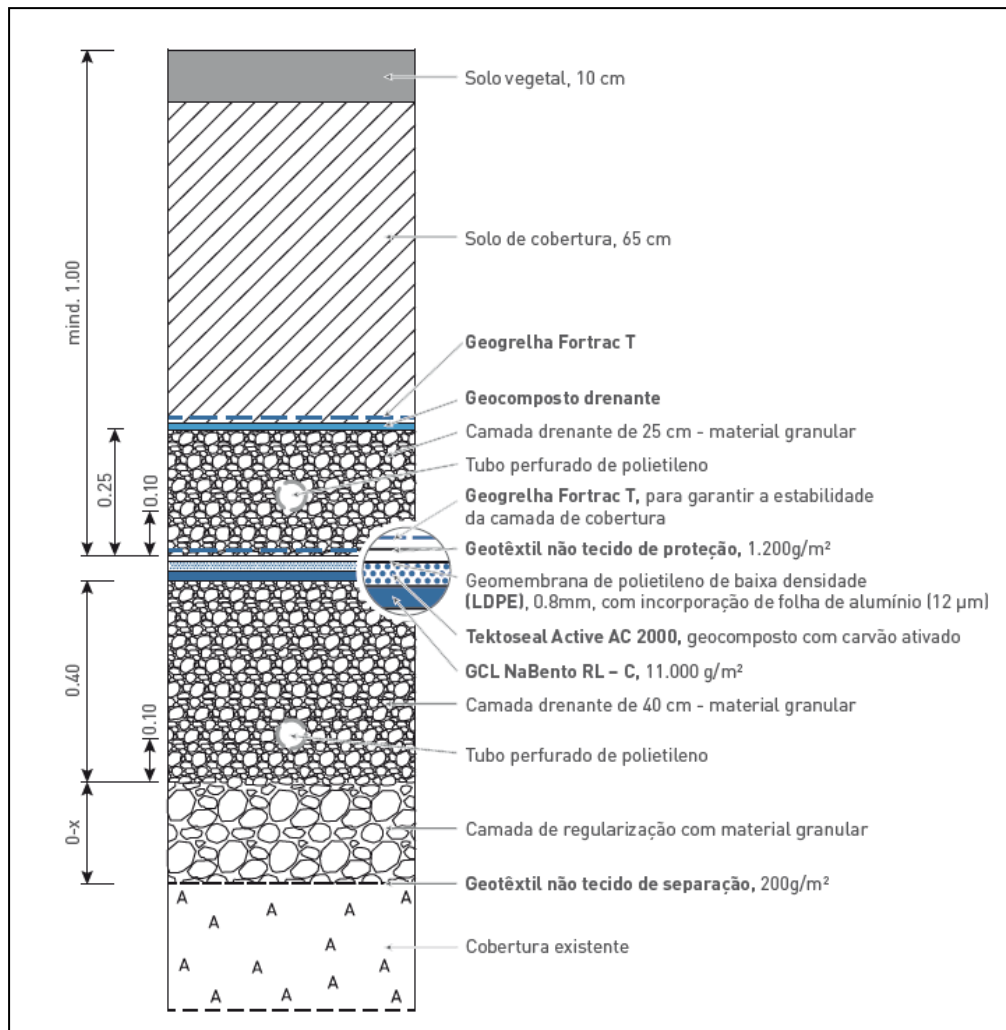 Solo vegetal, 10 cm
Solo de cobertura, 65 cm
mind. 1.00
Geogrelha Fortrac T
Geocomposto drenante
Camada drenante de 25 cm - material granular
Tubo perfurado de polietileno
0.25
0.10
Geogrelha Fortrac T, para garantir a estabilidade
da camada de cobertura
Geotêxtil não tecido de proteção, 1.200g/m²
Geomembrana de polietileno de baixa densidade
(LDPE), 0.8mm, com incorporação de folha de alumínio (12 µm)
Tektoseal Active AC 2000, geocomposto com carvão ativado
GCL NaBento RL – C, 11.000 g/m²
Camada drenante de 40 cm - material granular
0.40
0.10
Tubo perfurado de polietileno
Camada de regularização com material granular
0-x
Geotêxtil não tecido de separação, 200g/m²
A A A A
A A A
A
A A A
Cobertura existente
A A A